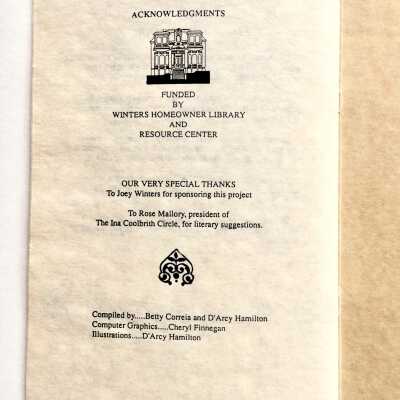 ACKNOWLEDGMENTS
FUNDED
BY
WINTERS HOMEOWNER LIBRARY
AND
RESOURCE CENTER
OUR VERY SPECIAL THANKS
To Joey Winters for sponsoring this project
To Rose Mallory, president of
The Ina Coolbrith Circle, for literary suggestions.
Compiled by.....Betty Correia and D'Arcy Hamilton
Computer Graphics.....Cheryl Finnegan
Illustrations.....D'Arcy Hamilton